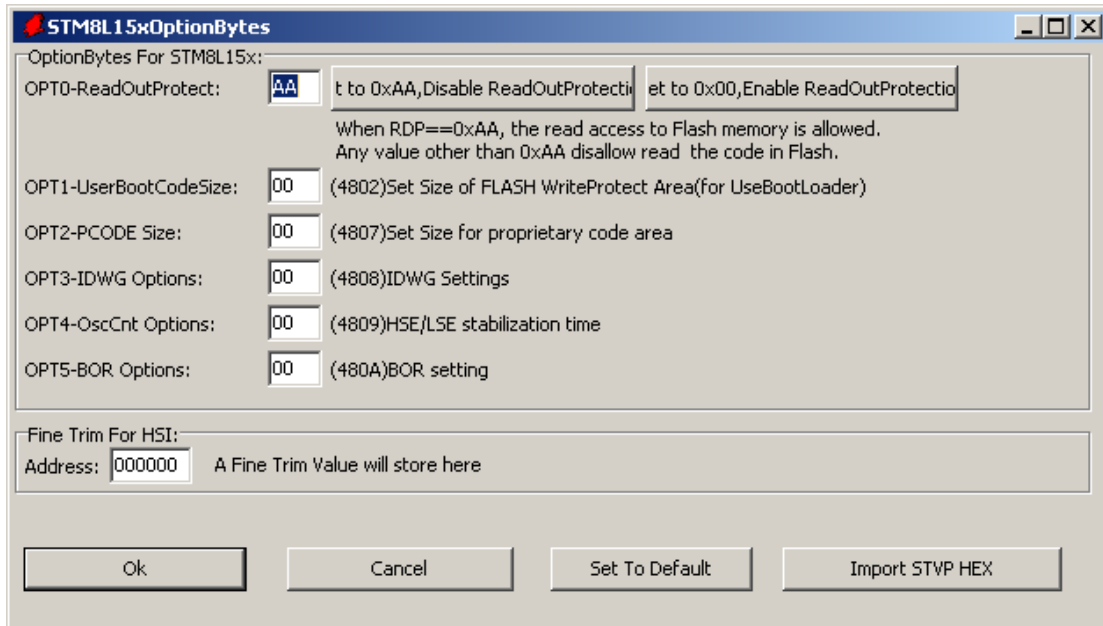 STM8L15xOptionBytes
OptionBytes For STM8L15x:
OPT0-ReadOutProtect: AA t to 0xAA,Disable ReadOutProtecti et to 0x00,Enable ReadOutProtectio
When RDP==0xAA, the read access to Flash memory is allowed.
Any value other than 0xAA disallow read the code in Flash.
OPT1-UserBootCodeSize: 00 (4802)Set Size of FLASH WriteProtect Area(for UseBootLoader)
OPT2-PCODE Size: 00 (4807)Set Size for proprietary code area
OPT3-IDWG Options: 00 (4808)IDWG Settings
OPT4-OscCnt Options: 00 (4809)HSE/LSE stabilization time
OPT5-BOR Options: 00 (480A)BOR setting
Fine Trim For HSI:
Address: 000000 A Fine Trim Value will store here
Ok Cancel Set To Default Import STVP HEX